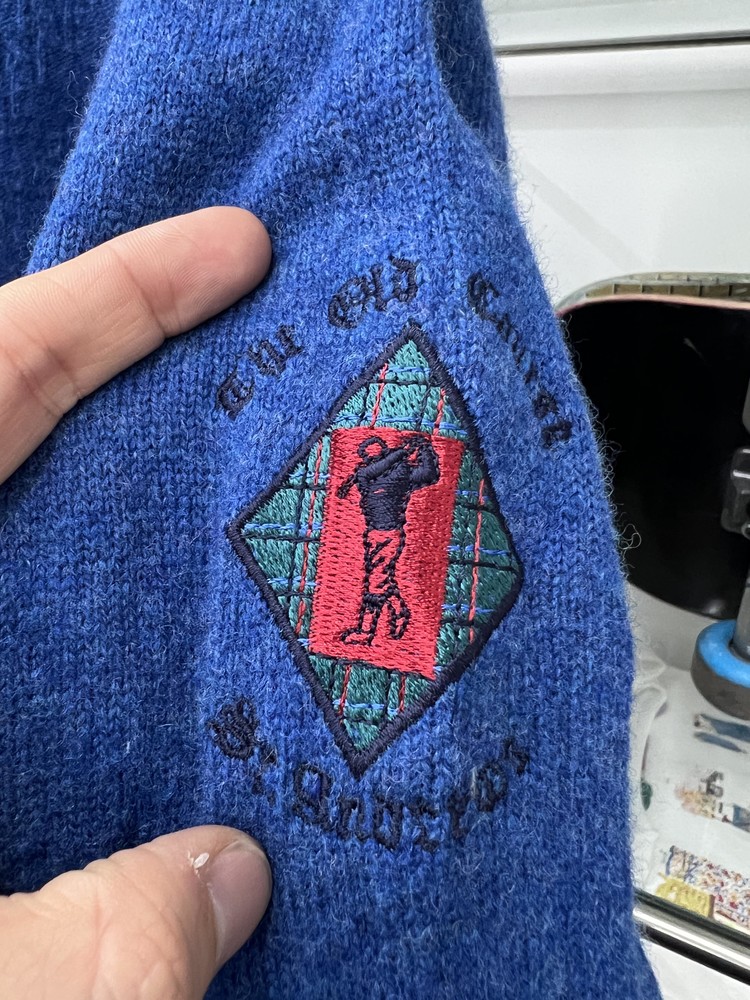 The Old Course
St. Andrews